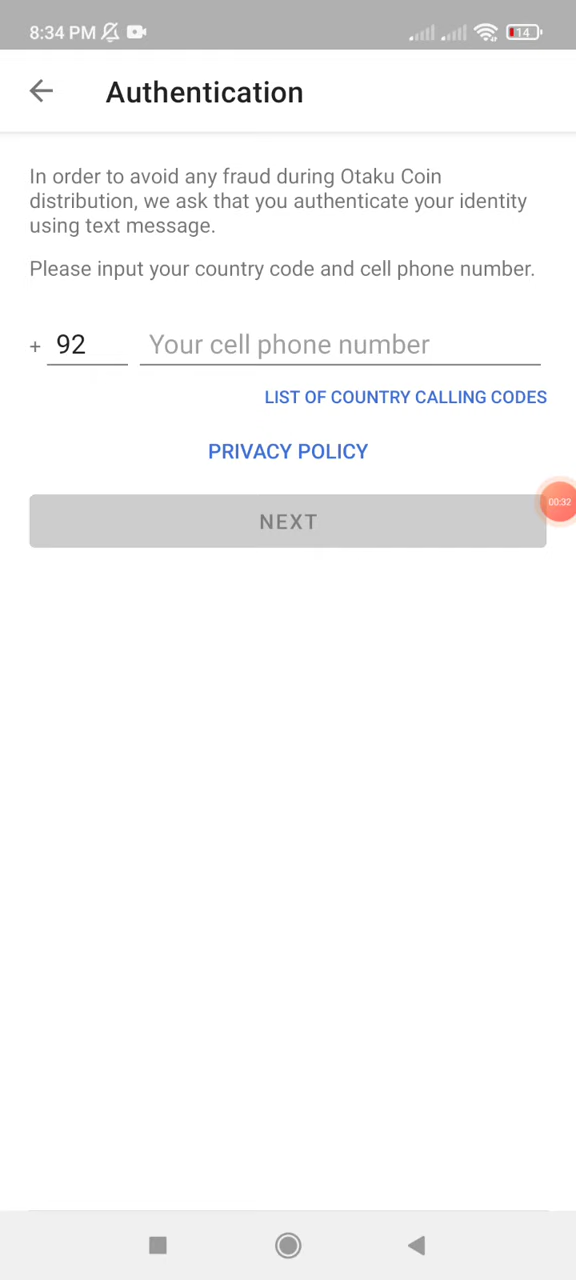 8:34 PM
14
Authentication
In order to avoid any fraud during Otaku Coin
distribution, we ask that you authenticate your identity
using text message.
Please input your country code and cell phone number.
+ 92 Your cell phone number
LIST OF COUNTRY CALLING CODES
PRIVACY POLICY
00:32
NEXT